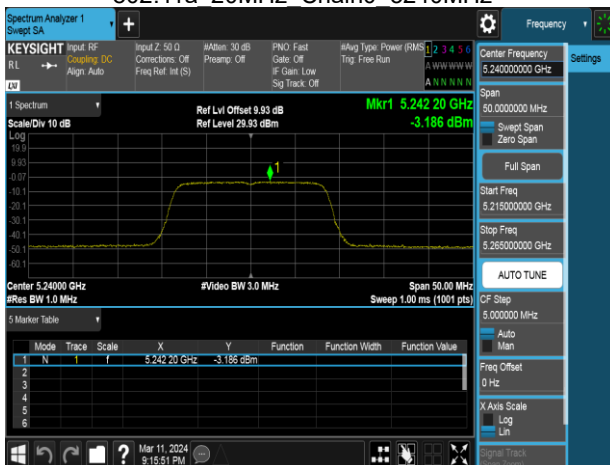 Spectrum Analyzer 1
Swept SA
+
Frequency
KEYSIGHT
RL
LXI
Input: RF
Coupling: DC
Align: Auto
Input Z: 50 Ω
Corrections: Off
Freq Ref: Int (S)
#Atten: 30 dB
Preamp: Off
PNO: Fast
Gate: Off
IF Gain: Low
Sig Track: Off
#Avg Type: Power (RMS
Trig: Free Run
1 2 3 4 5 6
A W W W W W
A N N N N N
1 Spectrum
Scale/Div 10 dB
Log
Ref Lvl Offset 9.93 dB
Ref Level 29.93 dBm
Mkr1 5.242 20 GHz
-3.186 dBm
19.9
9.93
-0.07
-10.1
-20.1
-30.1
-40.1
-50.1
-60.1
1
Center 5.24000 GHz
#Res BW 1.0 MHz
#Video BW 3.0 MHz
Span 50.00 MHz
Sweep 1.00 ms (1001 pts)
5 Marker Table
Mode Trace Scale X Y Function Function Width Function Value
1 N 1 f 5.242 20 GHz -3.186 dBm
2
3
4
5
6
Center Frequency
5.240000000 GHz
Settings
Span
50.0000000 MHz
Swept Span
Zero Span
Full Span
Start Freq
5.215000000 GHz
Stop Freq
5.265000000 GHz
AUTO TUNE
CF Step
5.000000 MHz
Auto
Man
Freq Offset
0 Hz
X Axis Scale
Log
Lin
Signal Track
?
Mar 11, 2024
9:15:51 PM